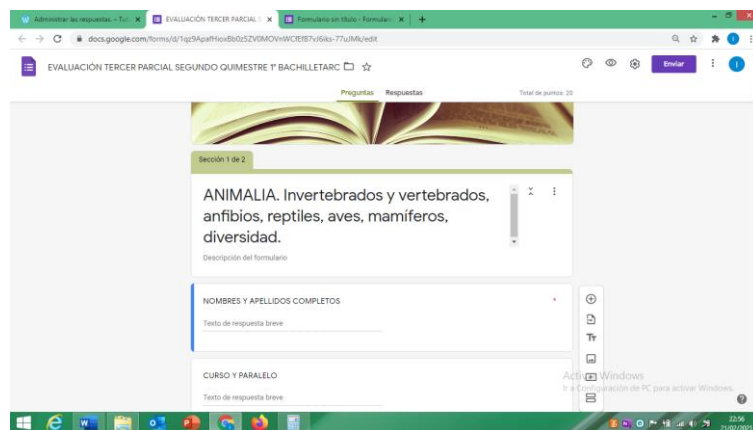 Administrar las respuestas. - Tu
EVALUACIÓN TERCER PARCIAL S
Formulario sin título - Formular
docs.google.com/forms/d/
/edit
EVALUACIÓN TERCER PARCIAL SEGUNDO QUIMESTRE 1° BACHILLETARC
Enviar
Preguntas Respuestas
Total de puntos: 20
Sección 1 de 2
ANIMALIA. Invertebrados y vertebrados,
anfibios, reptiles, aves, mamíferos,
diversidad.
Descripción del formulario
NOMBRES Y APELLIDOS COMPLETOS
*
Texto de respuesta breve
CURSO Y PARALELO
Texto de respuesta breve
Activar Windows
Ir a Configuración de PC para activar Windows.
22:56
21/02/2021